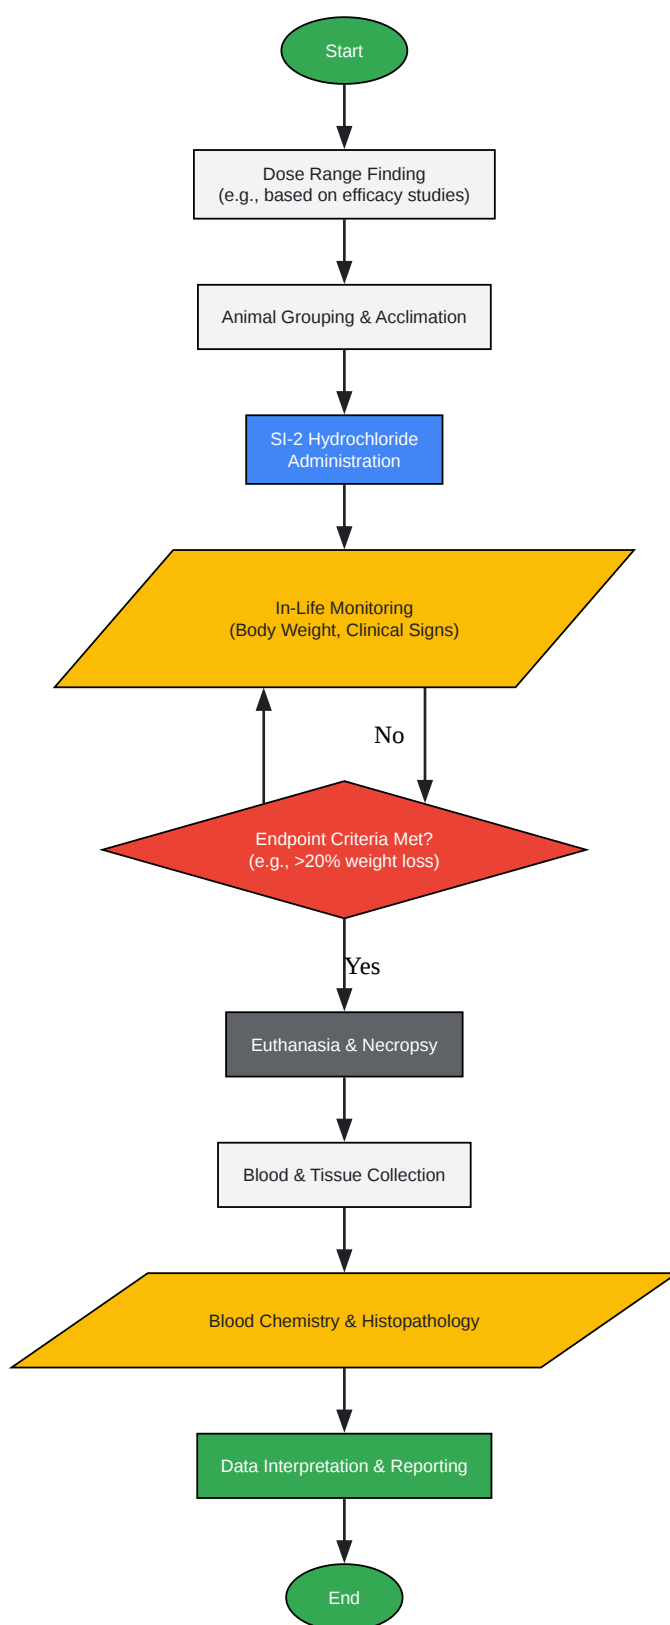 Start
Dose Range Finding
(e.g., based on efficacy studies)
Animal Grouping & Acclimation
SI-2 Hydrochloride
Administration
In-Life Monitoring
(Body Weight, Clinical Signs)
No
Endpoint Criteria Met?
(e.g., >20% weight loss)
Yes
Euthanasia & Necropsy
Blood & Tissue Collection
Blood Chemistry & Histopathology
Data Interpretation & Reporting
End